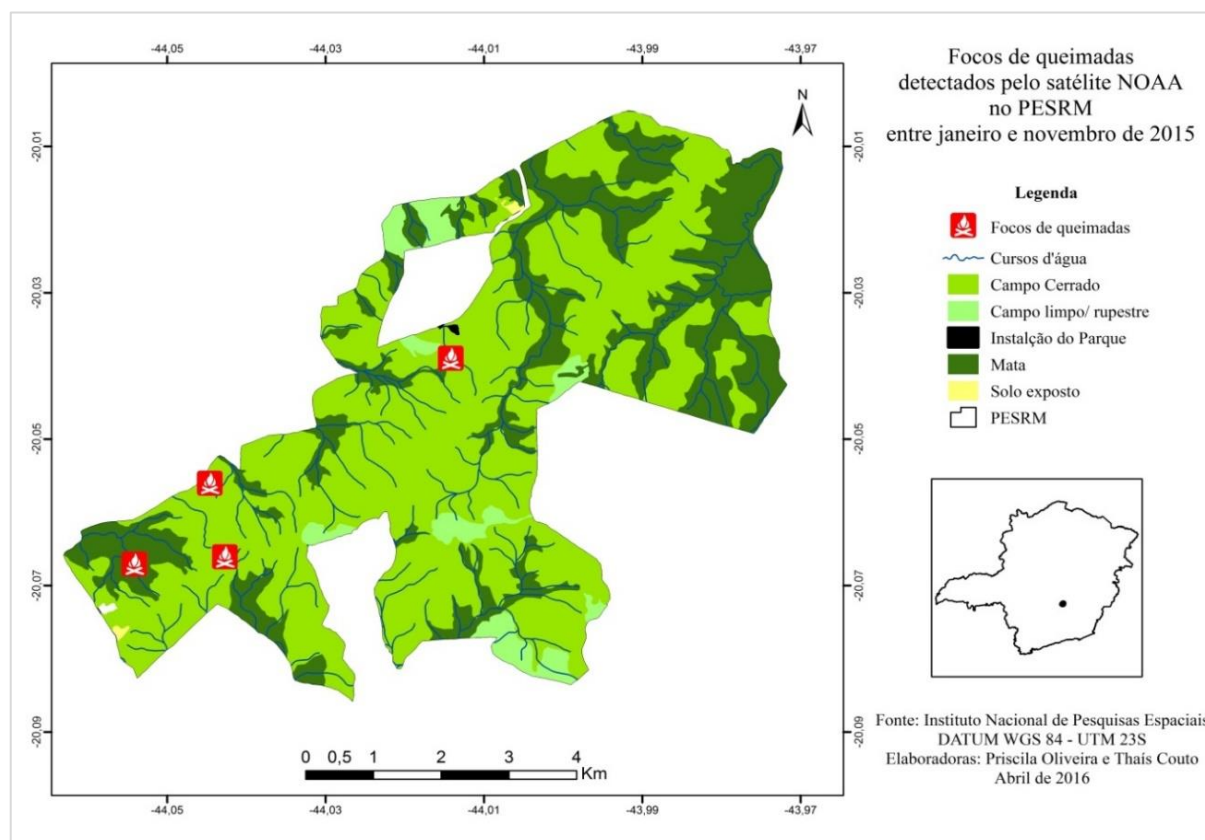 -44,05 -44,03 -44,01 -43,99 -43,97
Focos de queimadas
detectados pelo satélite NOAA
no PESRM
entre janeiro e novembro de 2015
N
-20,01 -20,01
-20,03 -20,03
-20,05 -20,05
-20,07 -20,07
-20,09 -20,09
Legenda
Focos de queimadas
Cursos d'água
Campo Cerrado
Campo limpo/ rupestre
Instalção do Parque
Mata
Solo exposto
PESRM
0 0,5 1 2 3 4
Km
-44,05 -44,03 -44,01 -43,99 -43,97
Fonte: Instituto Nacional de Pesquisas Espaciais
DATUM WGS 84 - UTM 23S
Elaboradoras: Priscila Oliveira e Thaís Couto
Abril de 2016